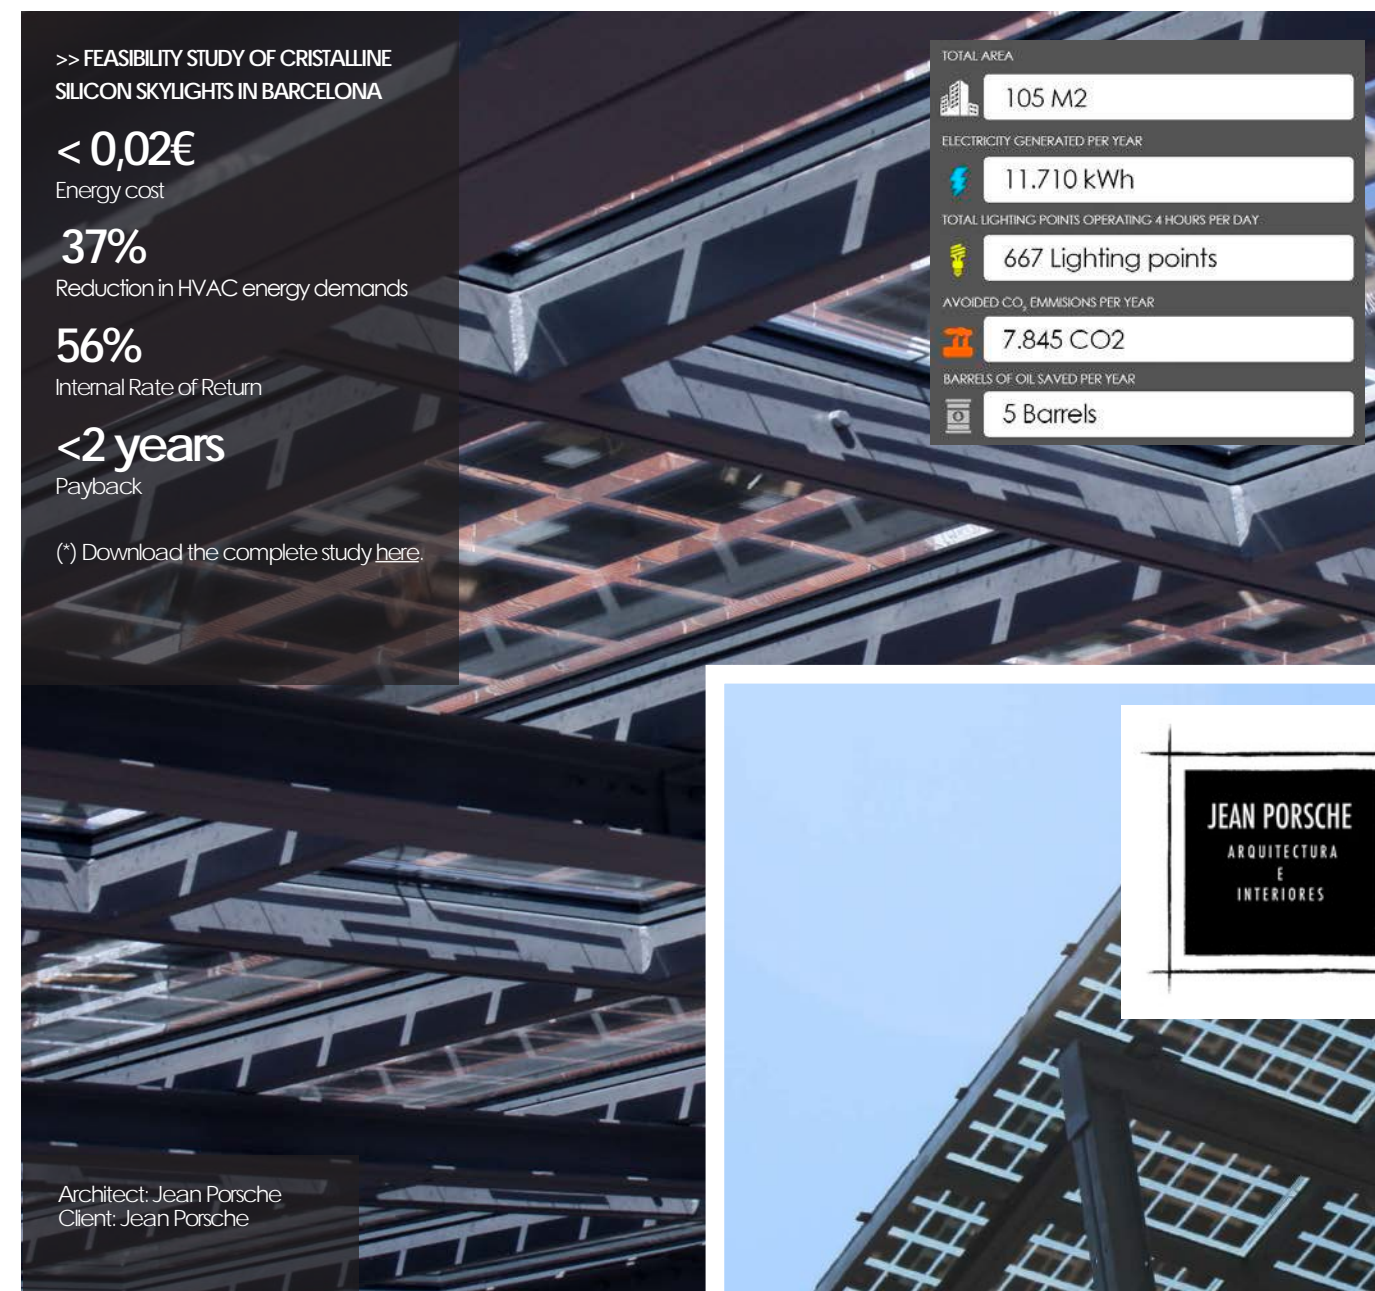 >> FEASIBILITY STUDY OF CRISTALLINE
SILICON SKYLIGHTS IN BARCELONA
< 0,02€
Energy cost
37%
Reduction in HVAC energy demands
56%
Internal Rate of Return
<2 years
Payback
(*) Download the complete study here.
TOTAL AREA
105 M2
ELECTRICITY GENERATED PER YEAR
11.710 kWh
TOTAL LIGHTING POINTS OPERATING 4 HOURS PER DAY
667 Lighting points
AVOIDED CO₂ EMMISIONS PER YEAR
7.845 CO2
BARRELS OF OIL SAVED PER YEAR
5 Barrels
JEAN PORSCHE
ARQUITECTURA
E
INTERIORES
Architect: Jean Porsche
Client: Jean Porsche